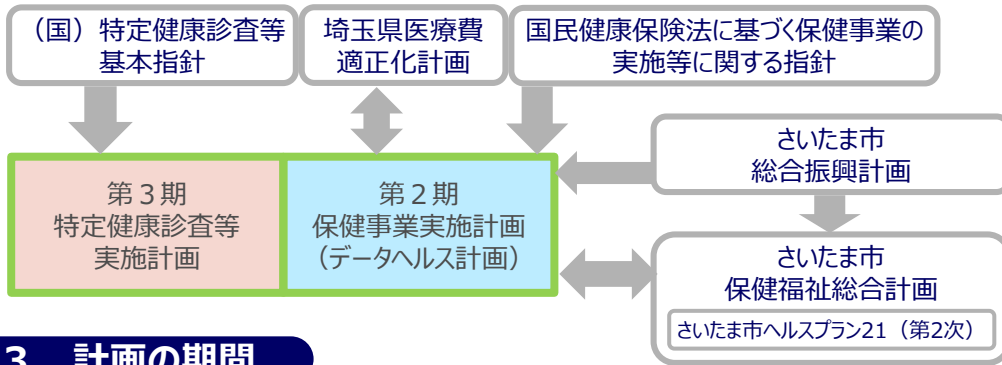 （国）特定健康診査等
基本指針
埼玉県医療費
適正化計画
国民健康保険法に基づく保健事業の
実施等に関する指針
さいたま市
総合振興計画
第３期
特定健康診査等
実施計画
第２期
保健事業実施計画
（データヘルス計画）
さいたま市
保健福祉総合計画
さいたま市ヘルスプラン21（第2次）
３　計画の期間